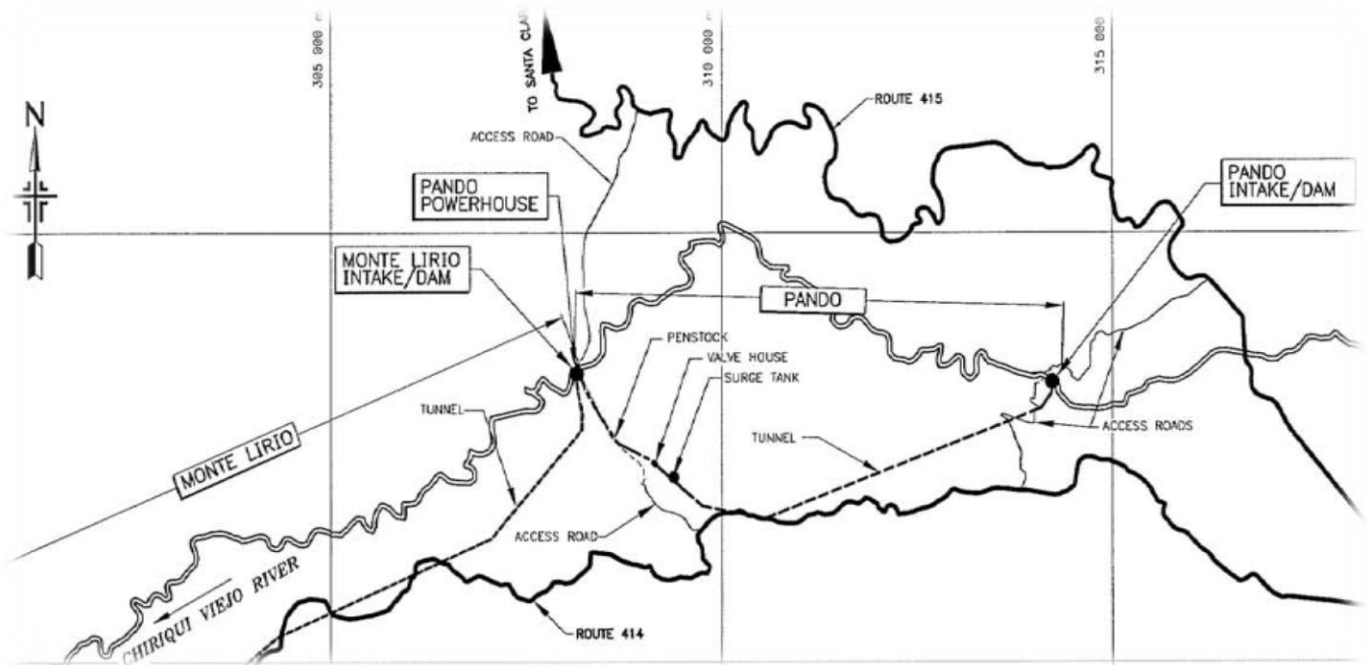 305 000 m
TO SANTA CLARA
310 000
315 000
N
ROUTE 415
ACCESS ROAD
PANDO
POWERHOUSE
PANDO
INTAKE/DAM
MONTE LIRIO
INTAKE/DAM
PANDO
PENSTOCK
VALVE HOUSE
SURGE TANK
TUNNEL
TUNNEL
ACCESS ROADS
MONTE LIRIO
ACCESS ROAD
CHIRIQUI VIEJO RIVER
ROUTE 414